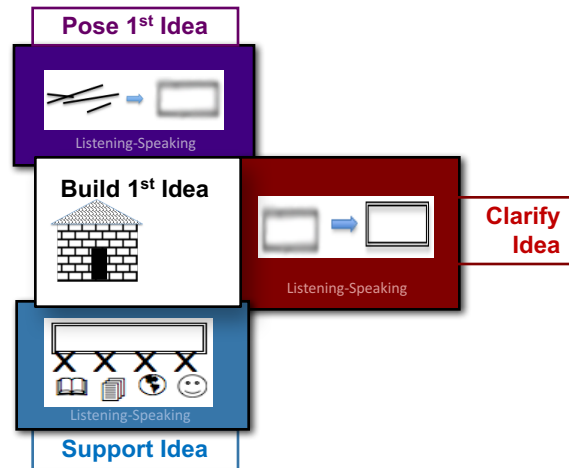 Pose 1st Idea
Listening-Speaking
Build 1st Idea
Clarify
Idea
Listening-Speaking
X X X X
Listening-Speaking
Support Idea